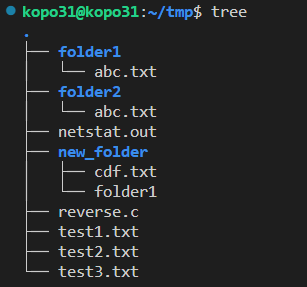 kopo31@kopo31:~/tmp$ tree
.
├── folder1
│   └── abc.txt
├── folder2
│   └── abc.txt
├── netstat.out
├── new_folder
│   ├── cdf.txt
│   └── folder1
├── reverse.c
├── test1.txt
├── test2.txt
└── test3.txt